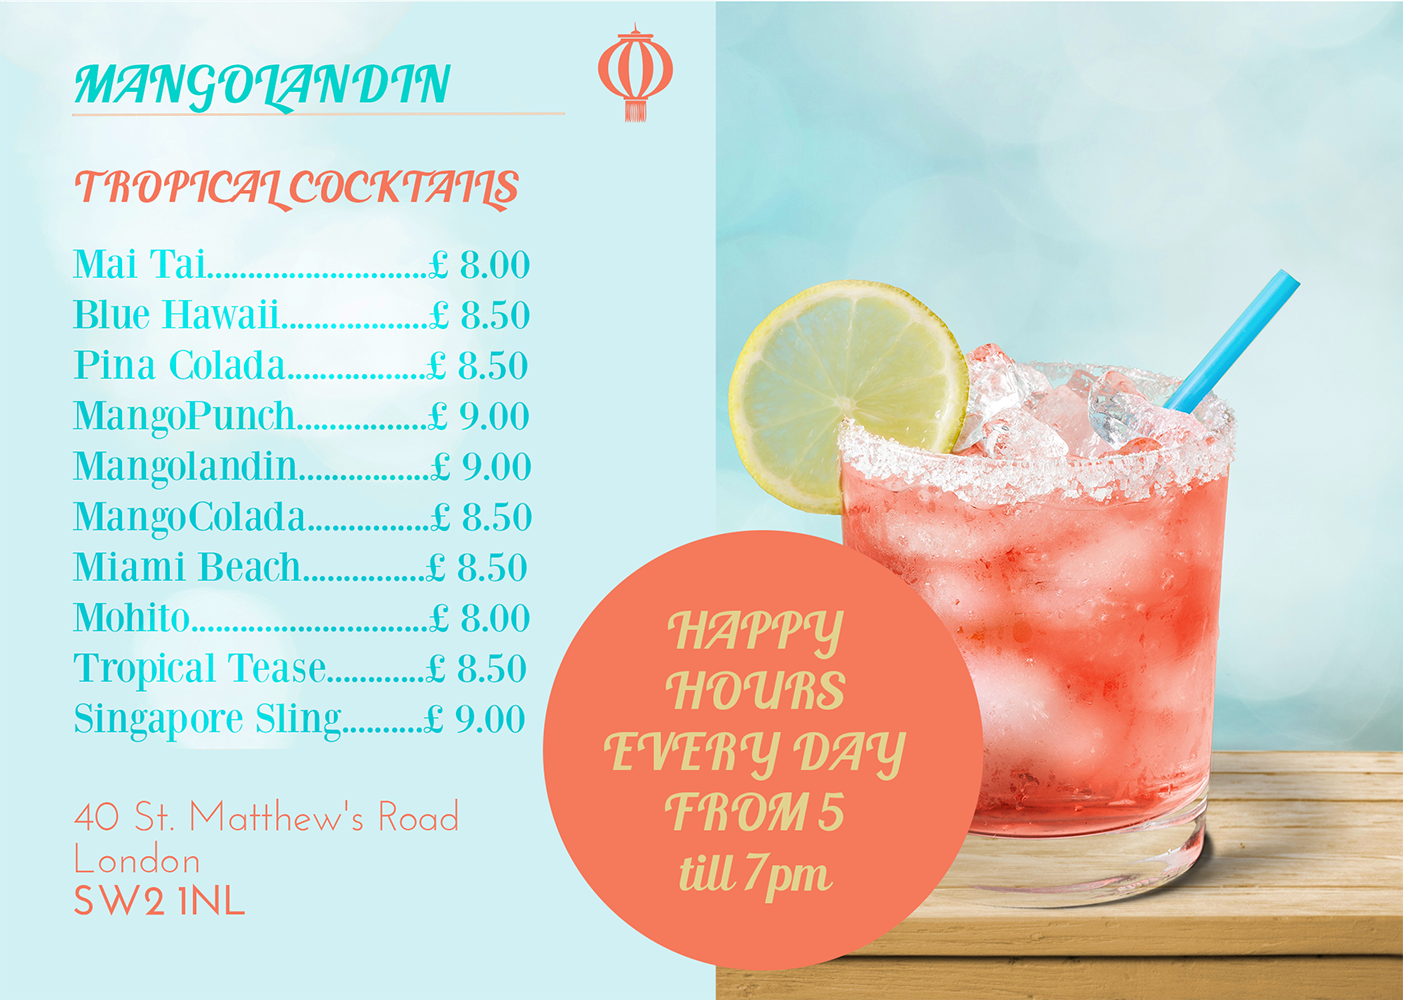 MANGOLANDIN
TROPICAL COCKTAILS
Mai Tai..........................£ 8.00
Blue Hawaii.................£ 8.50
Pina Colada................£ 8.50
MangoPunch...............£ 9.00
Mangolandin...............£ 9.00
MangoColada..............£ 8.50
Miami Beach..............£ 8.50
Mohito...........................£ 8.00
Tropical Tease...........£ 8.50
Singapore Sling.........£ 9.00
40 St. Matthew's Road
London
SW2 1NL
HAPPY
HOURS
EVERY DAY
FROM 5
till 7pm